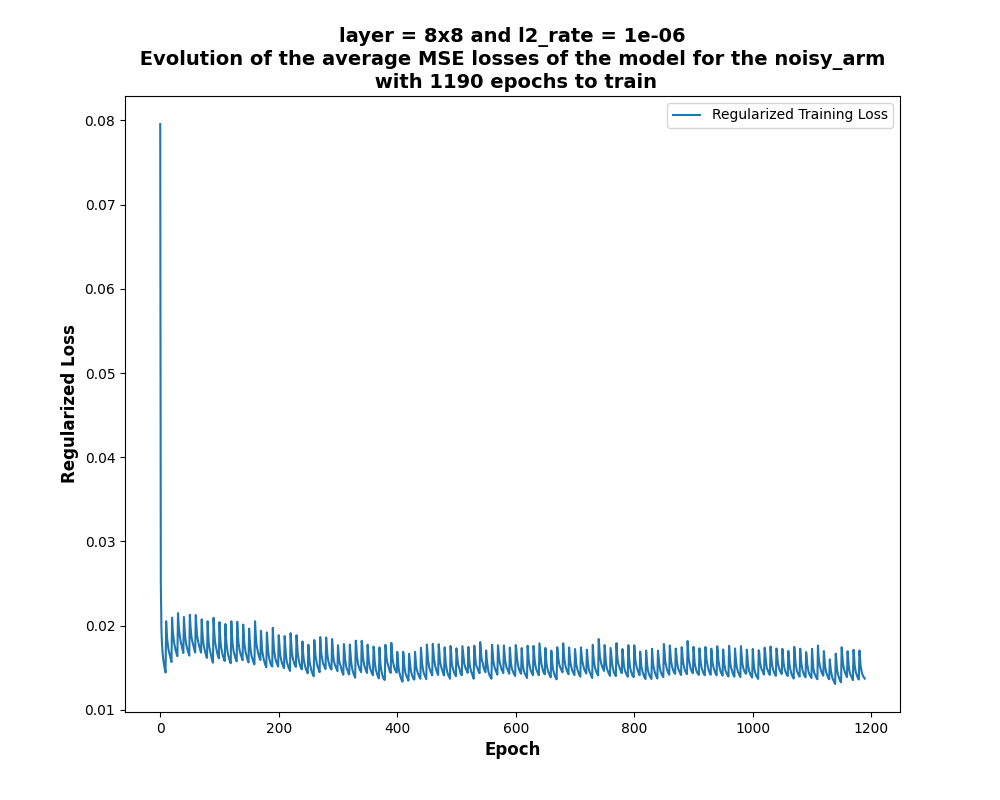 layer = 8x8 and l2_rate = 1e-06
Evolution of the average MSE losses of the model for the noisy_arm
with 1190 epochs to train
Regularized Training Loss
0.08
0.07
0.06
0.05
0.04
0.03
0.02
0.01
Regularized Loss
0 200 400 600 800 1000 1200
Epoch